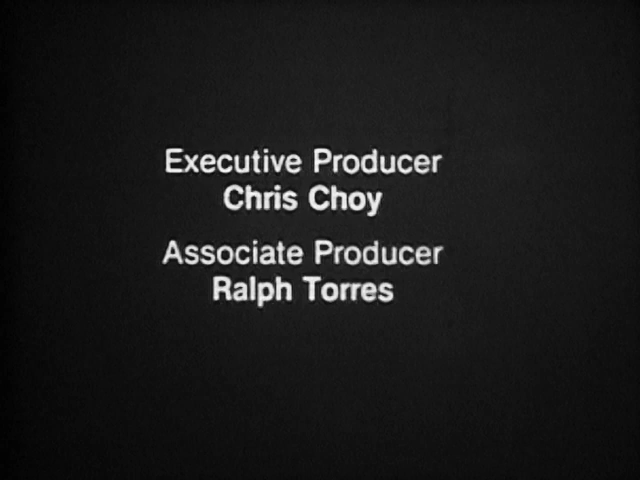 Executive Producer
Chris Choy
Associate Producer
Ralph Torres